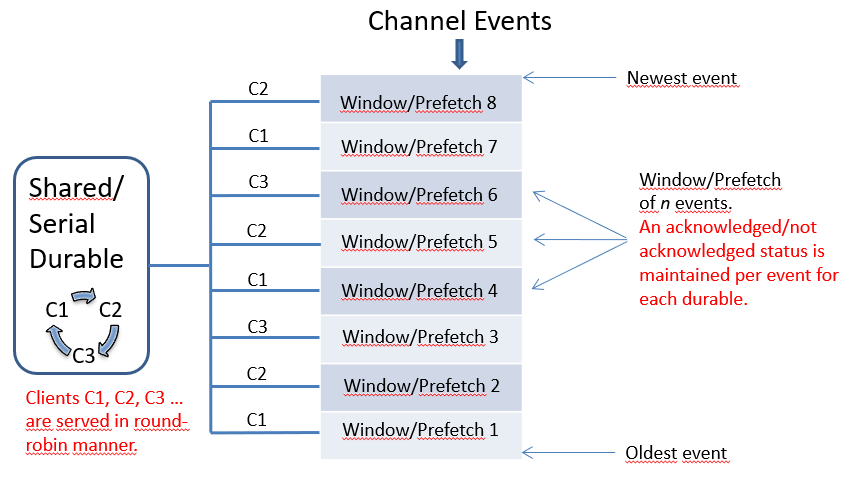 Channel Events
Newest event
C2
Window/Prefetch 8
C1
Window/Prefetch 7
C3
Window/Prefetch 6
C2
Window/Prefetch 5
C1
Window/Prefetch 4
C3
Window/Prefetch 3
C2
Window/Prefetch 2
C1
Window/Prefetch 1
Shared/
Serial
Durable
C1 C2
C3
Clients C1, C2, C3 ...
are served in round-
robin manner.
Window/Prefetch
of n events.
An acknowledged/not
acknowledged status is
maintained per event for
each durable.
Oldest event